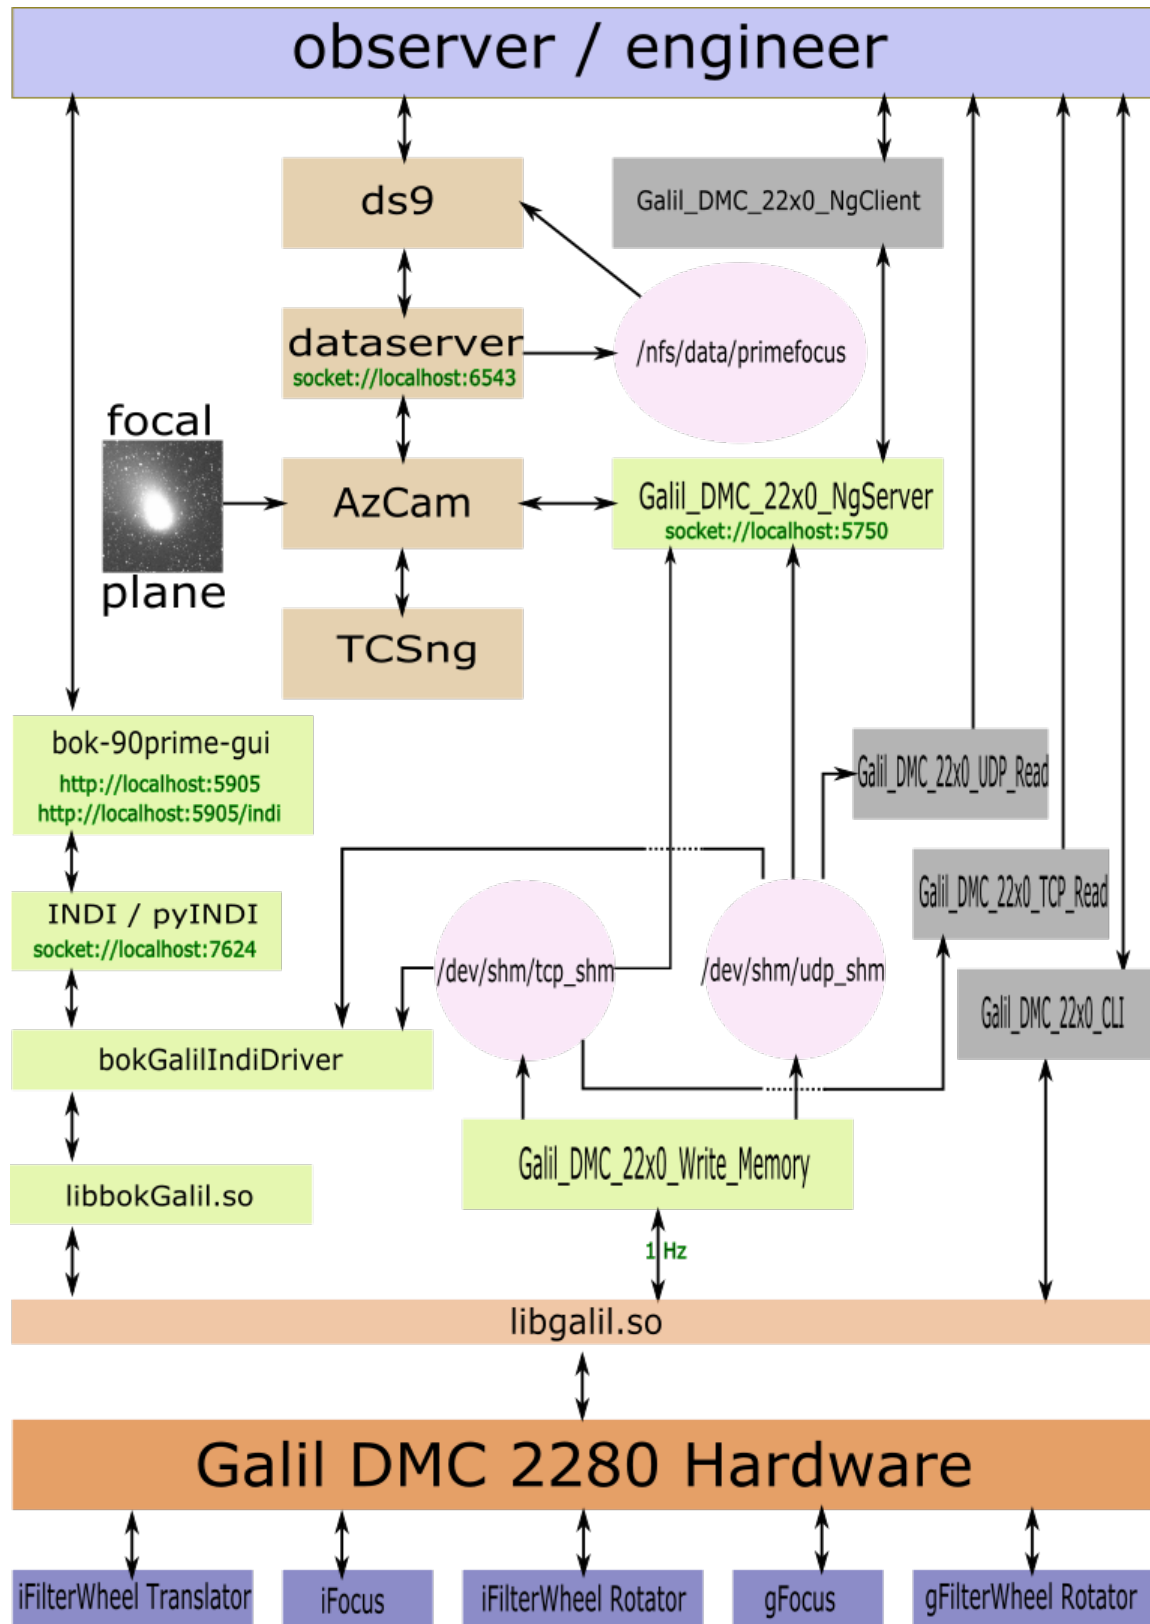 observer / engineer
ds9
Galil_DMC_22x0_NgClient
dataserver
socket://localhost:6543
/nfs/data/primefocus
focal
plane
AzCam
Galil_DMC_22x0_NgServer
socket://localhost:5750
TCSng
bok-90prime-gui
http://localhost:5905
http://localhost:5905/indi
Galil_DMC_22x0_UDP_Read
Galil_DMC_22x0_TCP_Read
INDI / pyINDI
socket://localhost:7624
/dev/shm/tcp_shm
/dev/shm/udp_shm
Galil_DMC_22x0_CLI
bokGalilIndiDriver
Galil_DMC_22x0_Write_Memory
libbokGalil.so
1 Hz
libgalil.so
Galil DMC 2280 Hardware
iFilterWheel Translator
iFocus
iFilterWheel Rotator
gFocus
gFilterWheel Rotator